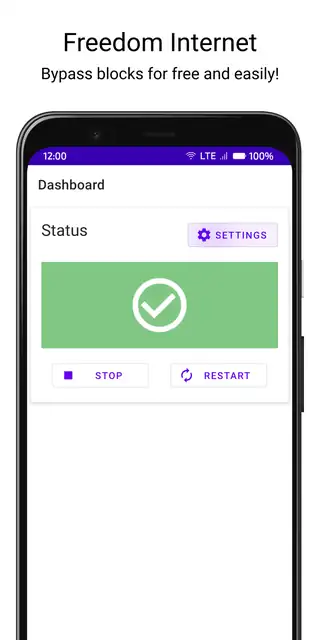 Freedom Internet
Bypass blocks for free and easily!
12:00 LTE 100%
Dashboard
Status
SETTINGS
STOP
RESTART